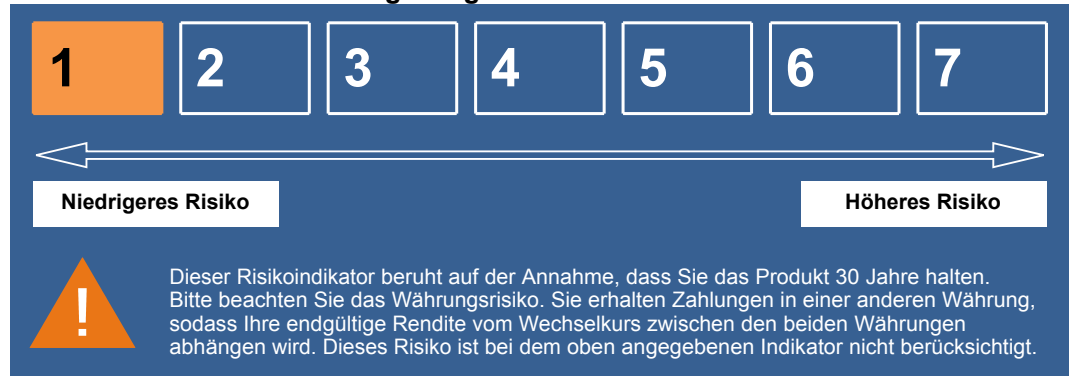 1 2 3 4 5 6 7
Niedrigeres Risiko Höheres Risiko
! Dieser Risikoindikator beruht auf der Annahme, dass Sie das Produkt 30 Jahre halten.
Bitte beachten Sie das Währungsrisiko. Sie erhalten Zahlungen in einer anderen Währung,
sodass Ihre endgültige Rendite vom Wechselkurs zwischen den beiden Währungen
abhängen wird. Dieses Risiko ist bei dem oben angegebenen Indikator nicht berücksichtigt.